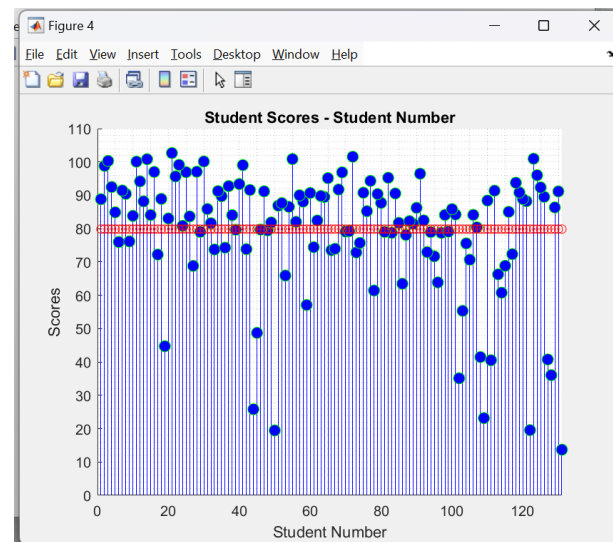 Figure 4
File Edit View Insert Tools Desktop Window Help
Student Scores - Student Number
110
100
90
80
70
60
50
40
30
20
10
0
Scores
0 20 40 60 80 100 120
Student Number